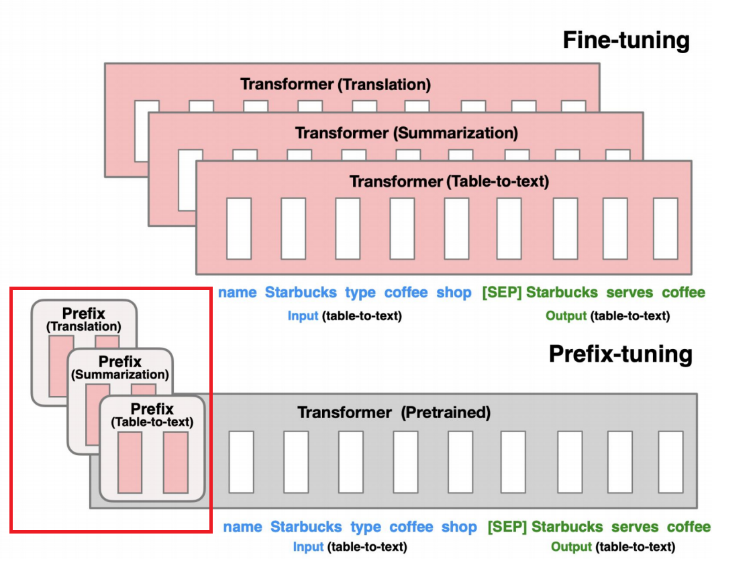 Fine-tuning
Transformer (Translation)
Transformer (Summarization)
Transformer (Table-to-text)
name Starbucks type coffee shop [SEP] Starbucks serves coffee
Input (table-to-text) Output (table-to-text)
Prefix-tuning
Prefix
(Translation)
Prefix
(Summarization)
Prefix
(Table-to-text)
Transformer (Pretrained)
name Starbucks type coffee shop [SEP] Starbucks serves coffee
Input (table-to-text) Output (table-to-text)